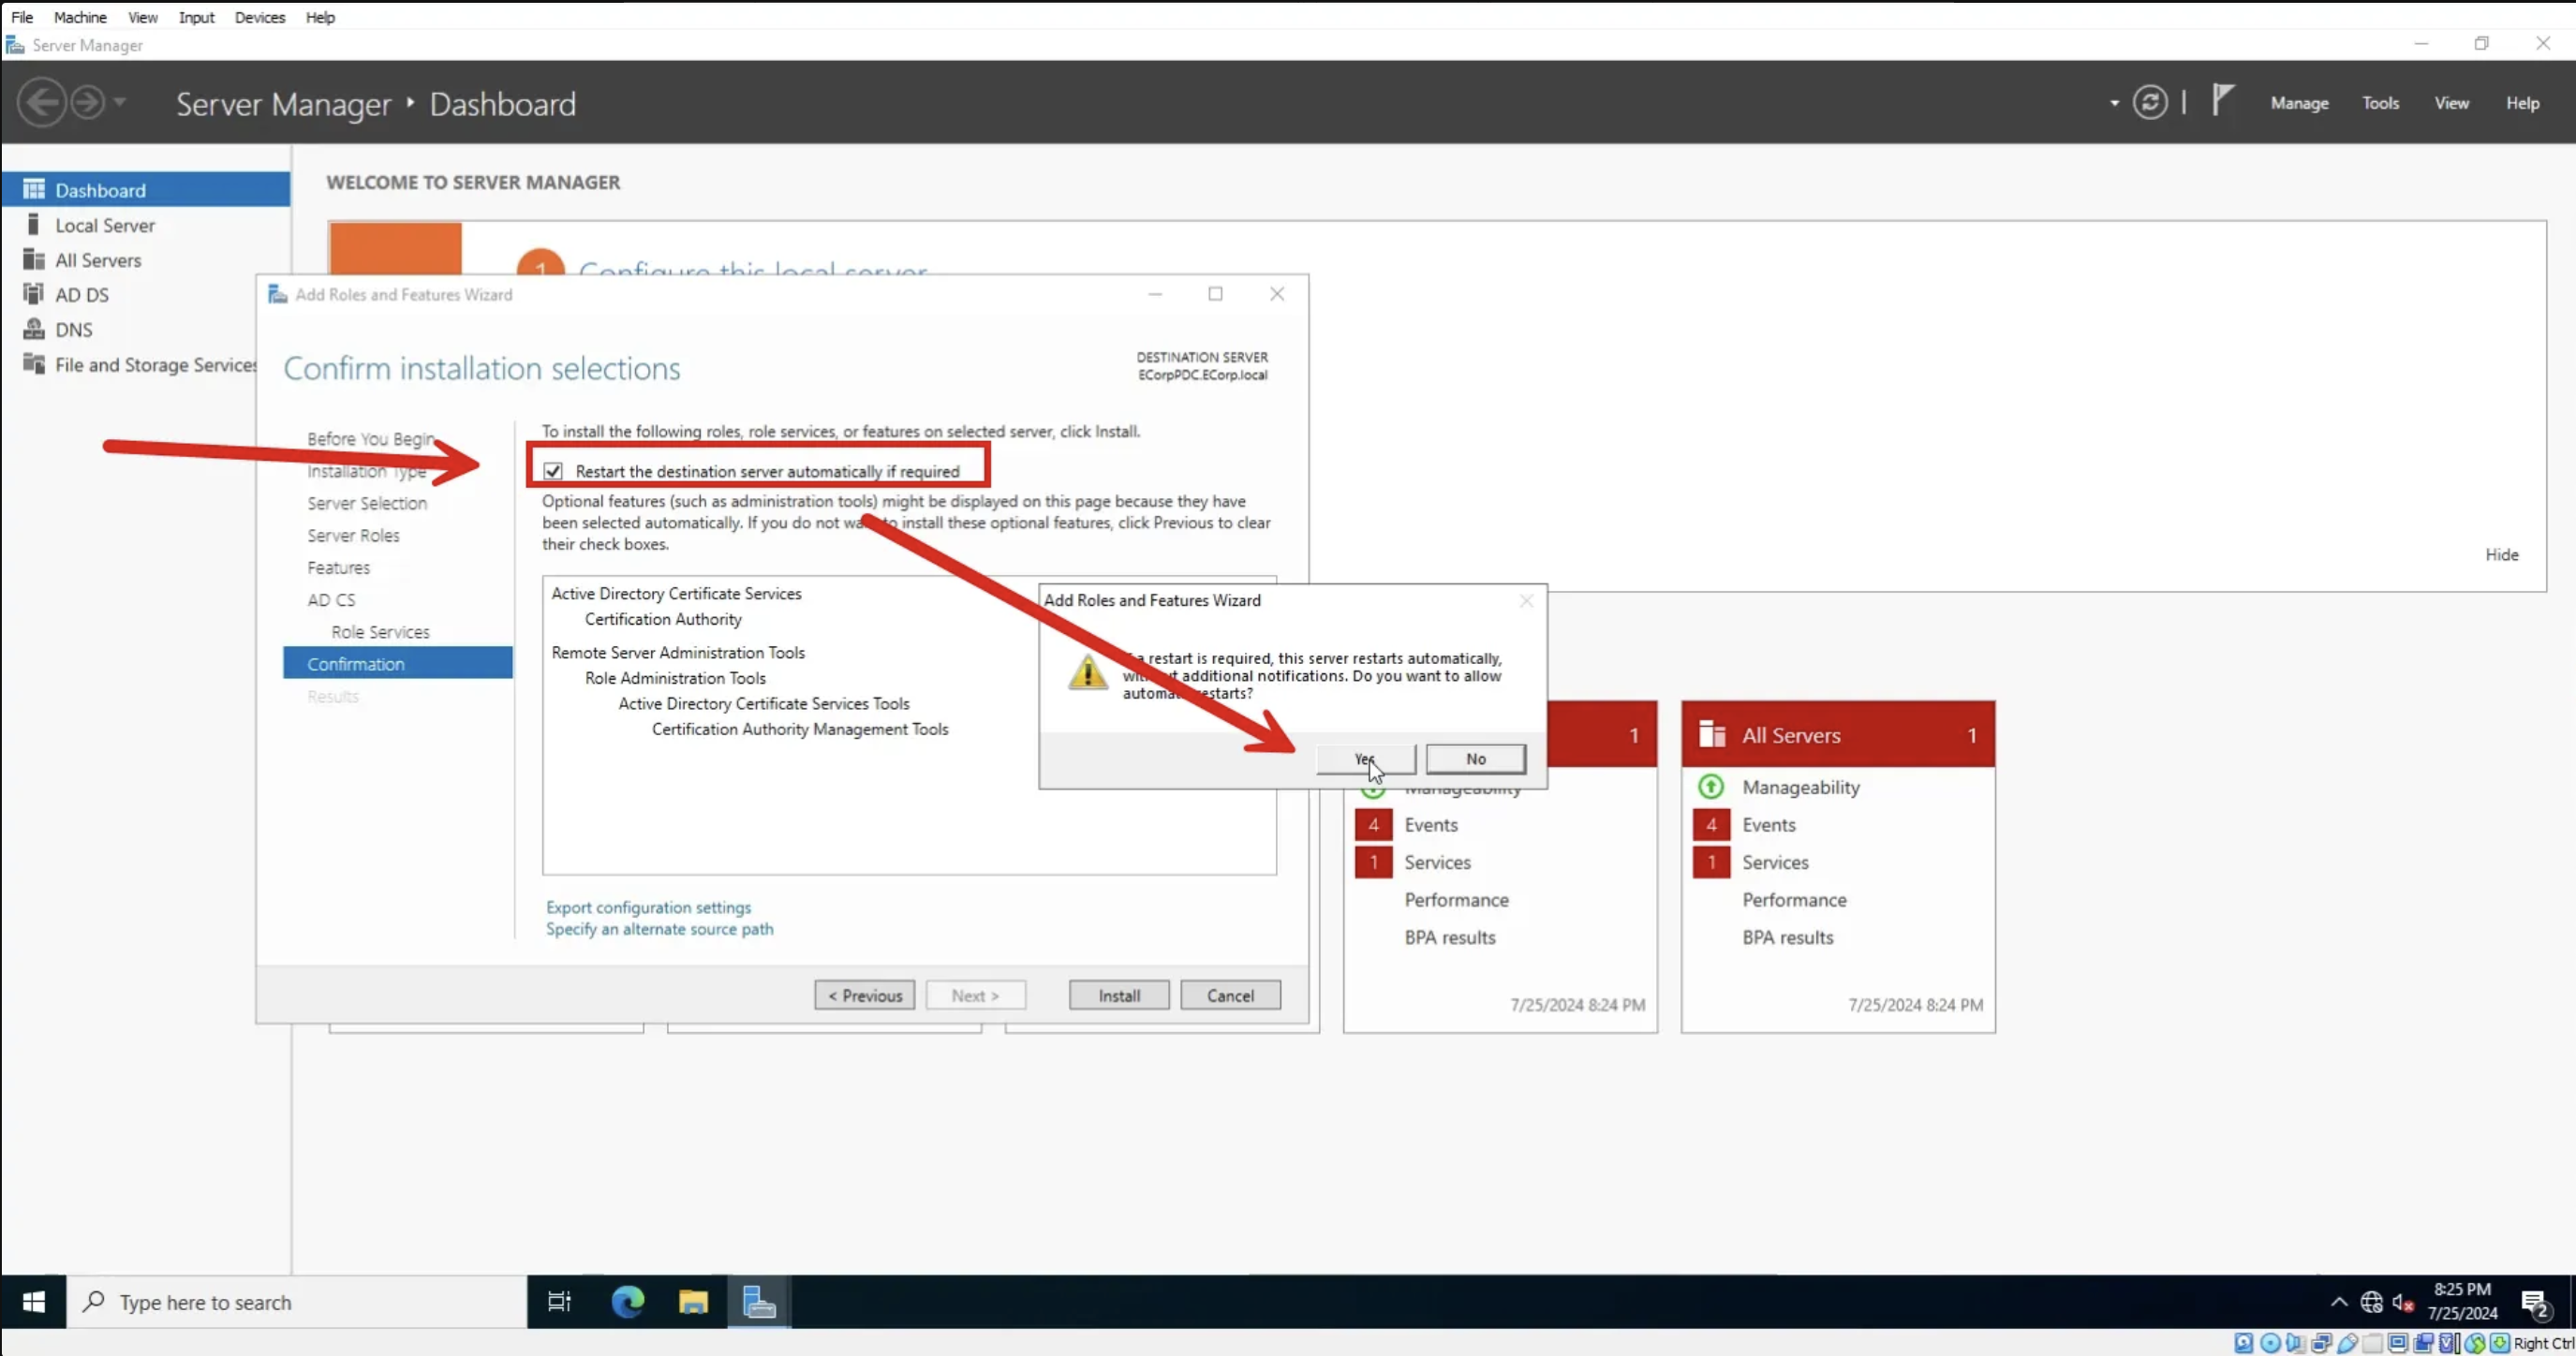 File Machine View Input Devices Help
Server Manager
Server Manager Dashboard
Manage Tools View Help
Dashboard
Local Server
All Servers
AD DS
DNS
File and Storage Services
WELCOME TO SERVER MANAGER
1 Configure this local server
Hide
Add Roles and Features Wizard
Confirm installation selections
DESTINATION SERVER
ECorpPDC.ECorp.local
Before You Begin
Installation Type
Server Selection
Server Roles
Features
AD CS
Role Services
Confirmation
Results
To install the following roles, role services, or features on selected server, click Install.
Restart the destination server automatically if required
Optional features (such as administration tools) might be displayed on this page because they have
been selected automatically. If you do not to install these optional features, click Previous to clear
their check boxes.
Active Directory Certificate Services
Certification Authority
Remote Server Administration Tools
Role Administration Tools
Active Directory Certificate Services Tools
Certification Authority Management Tools
Export configuration settings
Specify an alternate source path
< Previous Next > Install Cancel
Add Roles and Features Wizard
a restart is required, this server restarts automatically,
additional notifications. Do you want to allow
restarts?
Yes No
1
Manageability
4 Events
1 Services
Performance
BPA results
7/25/2024 8:24 PM
All Servers 1
Manageability
4 Events
1 Services
Performance
BPA results
7/25/2024 8:24 PM
Type here to search
8:25 PM
7/25/2024
2
Right Ctrl